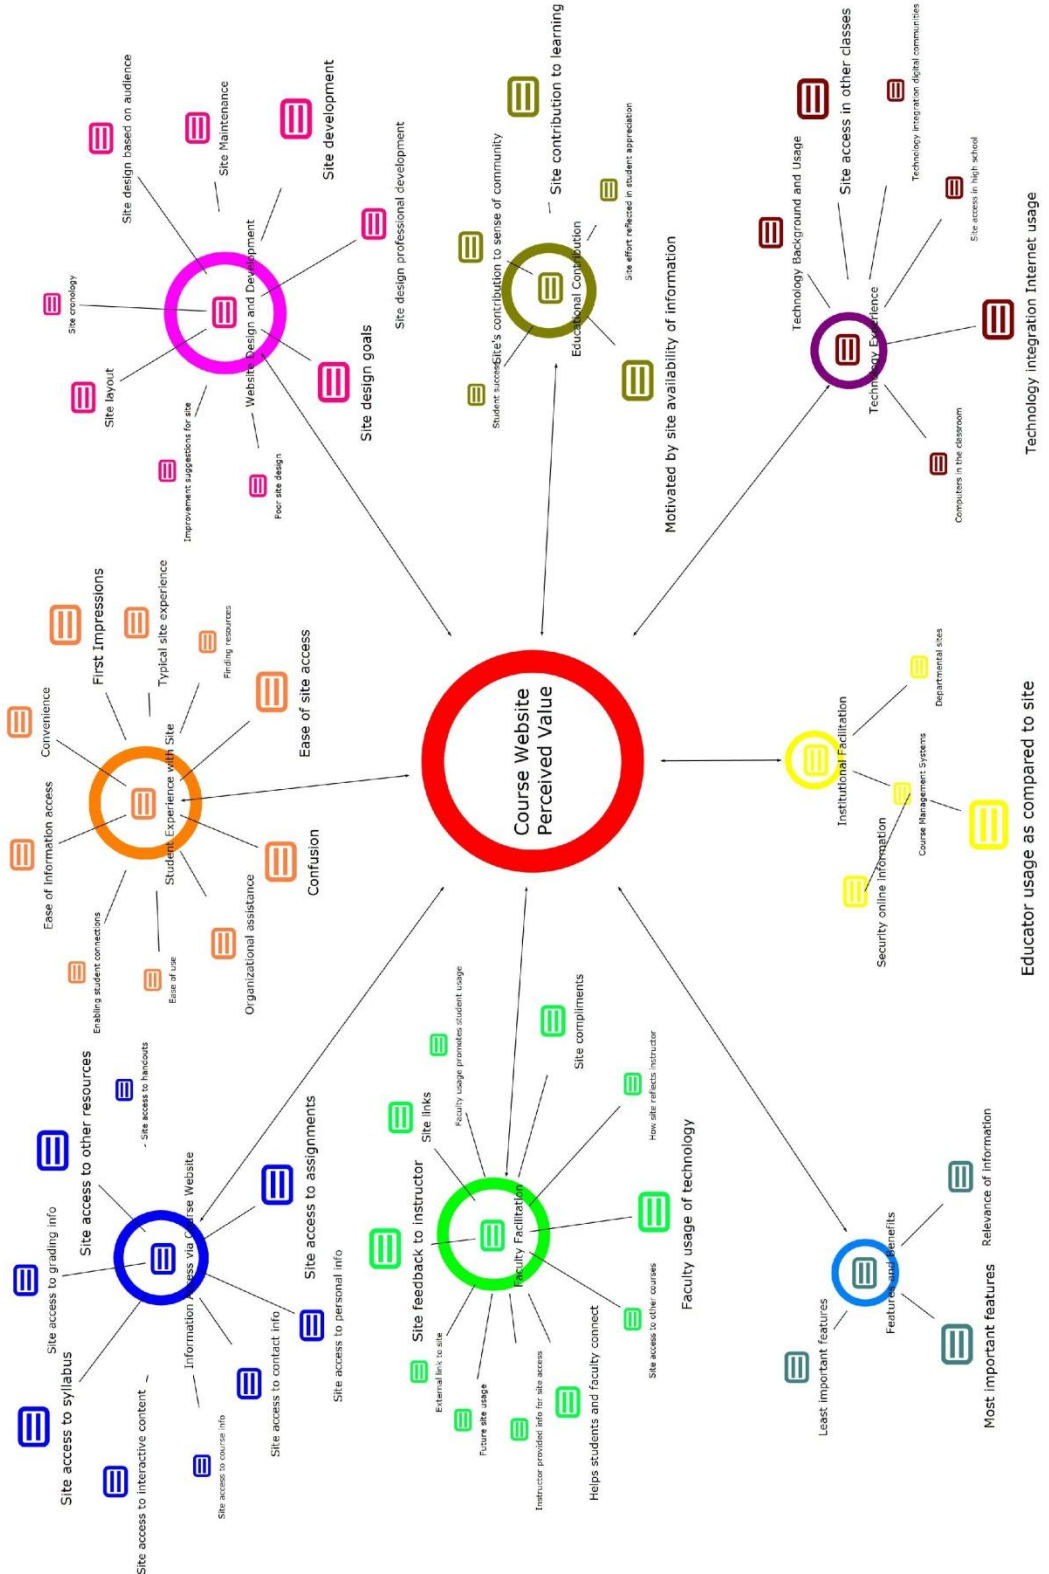 Site access to syllabus
Site access to grading info
Site access to other resources
- Site access to handouts
Site access to interactive content
Information Access via Course Website
Site access to course info
Site access to contact info
Site access to assignments
Site access to personal info
Ease of Information access
Convenience
First Impressions
Enabling student connections
Typical site experience
Student Experience with Site
Finding resources
Ease of use
Organizational assistance
Ease of site access
Confusion
Site cronology
Site design based on audience
Site layout
Site Maintenance
Improvement suggestions for site
Website Design and Development
Site development
Poor site design
Site design goals
Site design professional development
Site feedback to instructor
Site links
Faculty usage promotes student usage
External link to site
Faculty Facilitation
Site compliments
Future site usage
Instructor provided info for site access
Helps students and faculty connect
Site access to other courses
How site reflects instructor
Faculty usage of technology
Course Website
Perceived Value
Student success
Site's contribution to sense of community
Site contribution to learning
Educational Contribution
Site effort reflected in student appreciation
Motivated by site availability of information
Least important features
Features and Benefits
Relevance of information
Most important features
Institutional Facilitation
Departmental sites
Course Management Systems
Security online information
Educator usage as compared to site
Technology Background and Usage
Site access in other classes
Technology integration digital communities
Technology Experience
Site access in high school
Computers in the classroom
Technology integration Internet usage